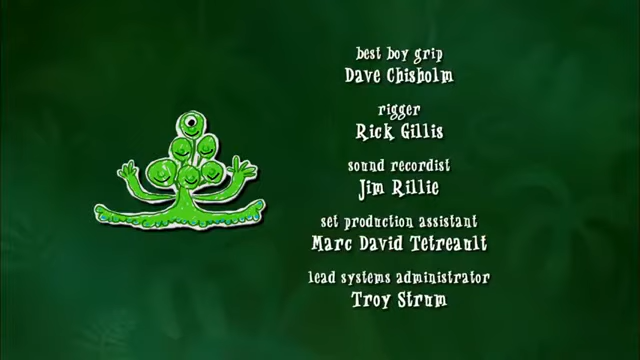 best boy grip
Dave Chisholm
rigger
Rick Gillis
sound recordist
Jim Rillie
set production assistant
Marc David Tetreault
lead systems administrator
Troy Strum